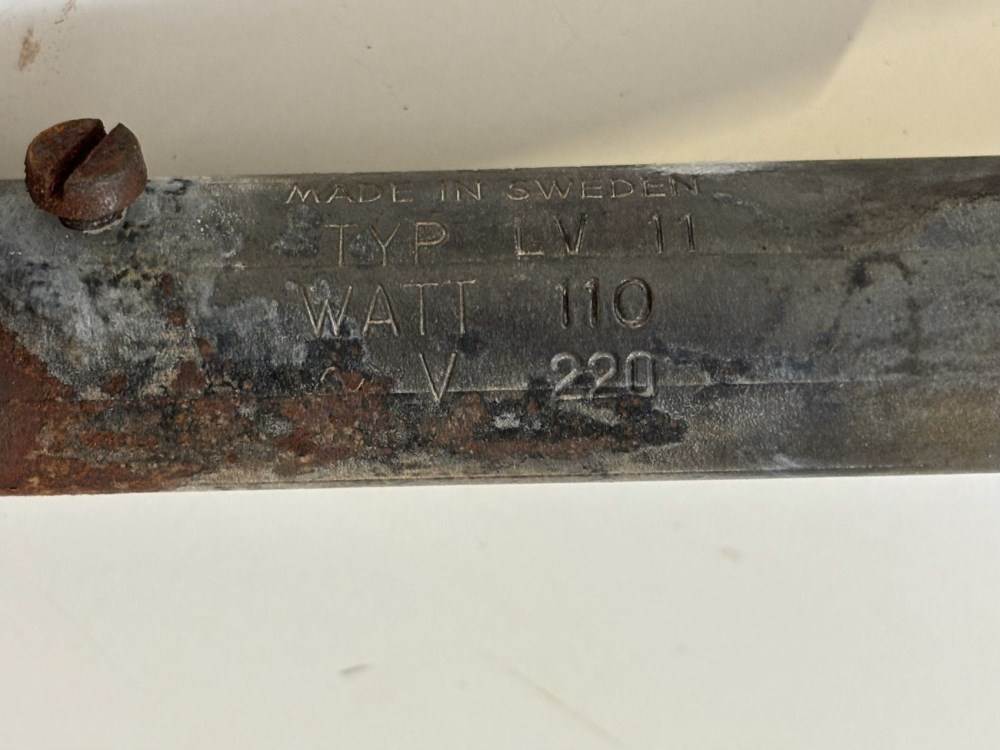 MADE IN SWEDEN
TYP LV 11
WATT 110
V 220